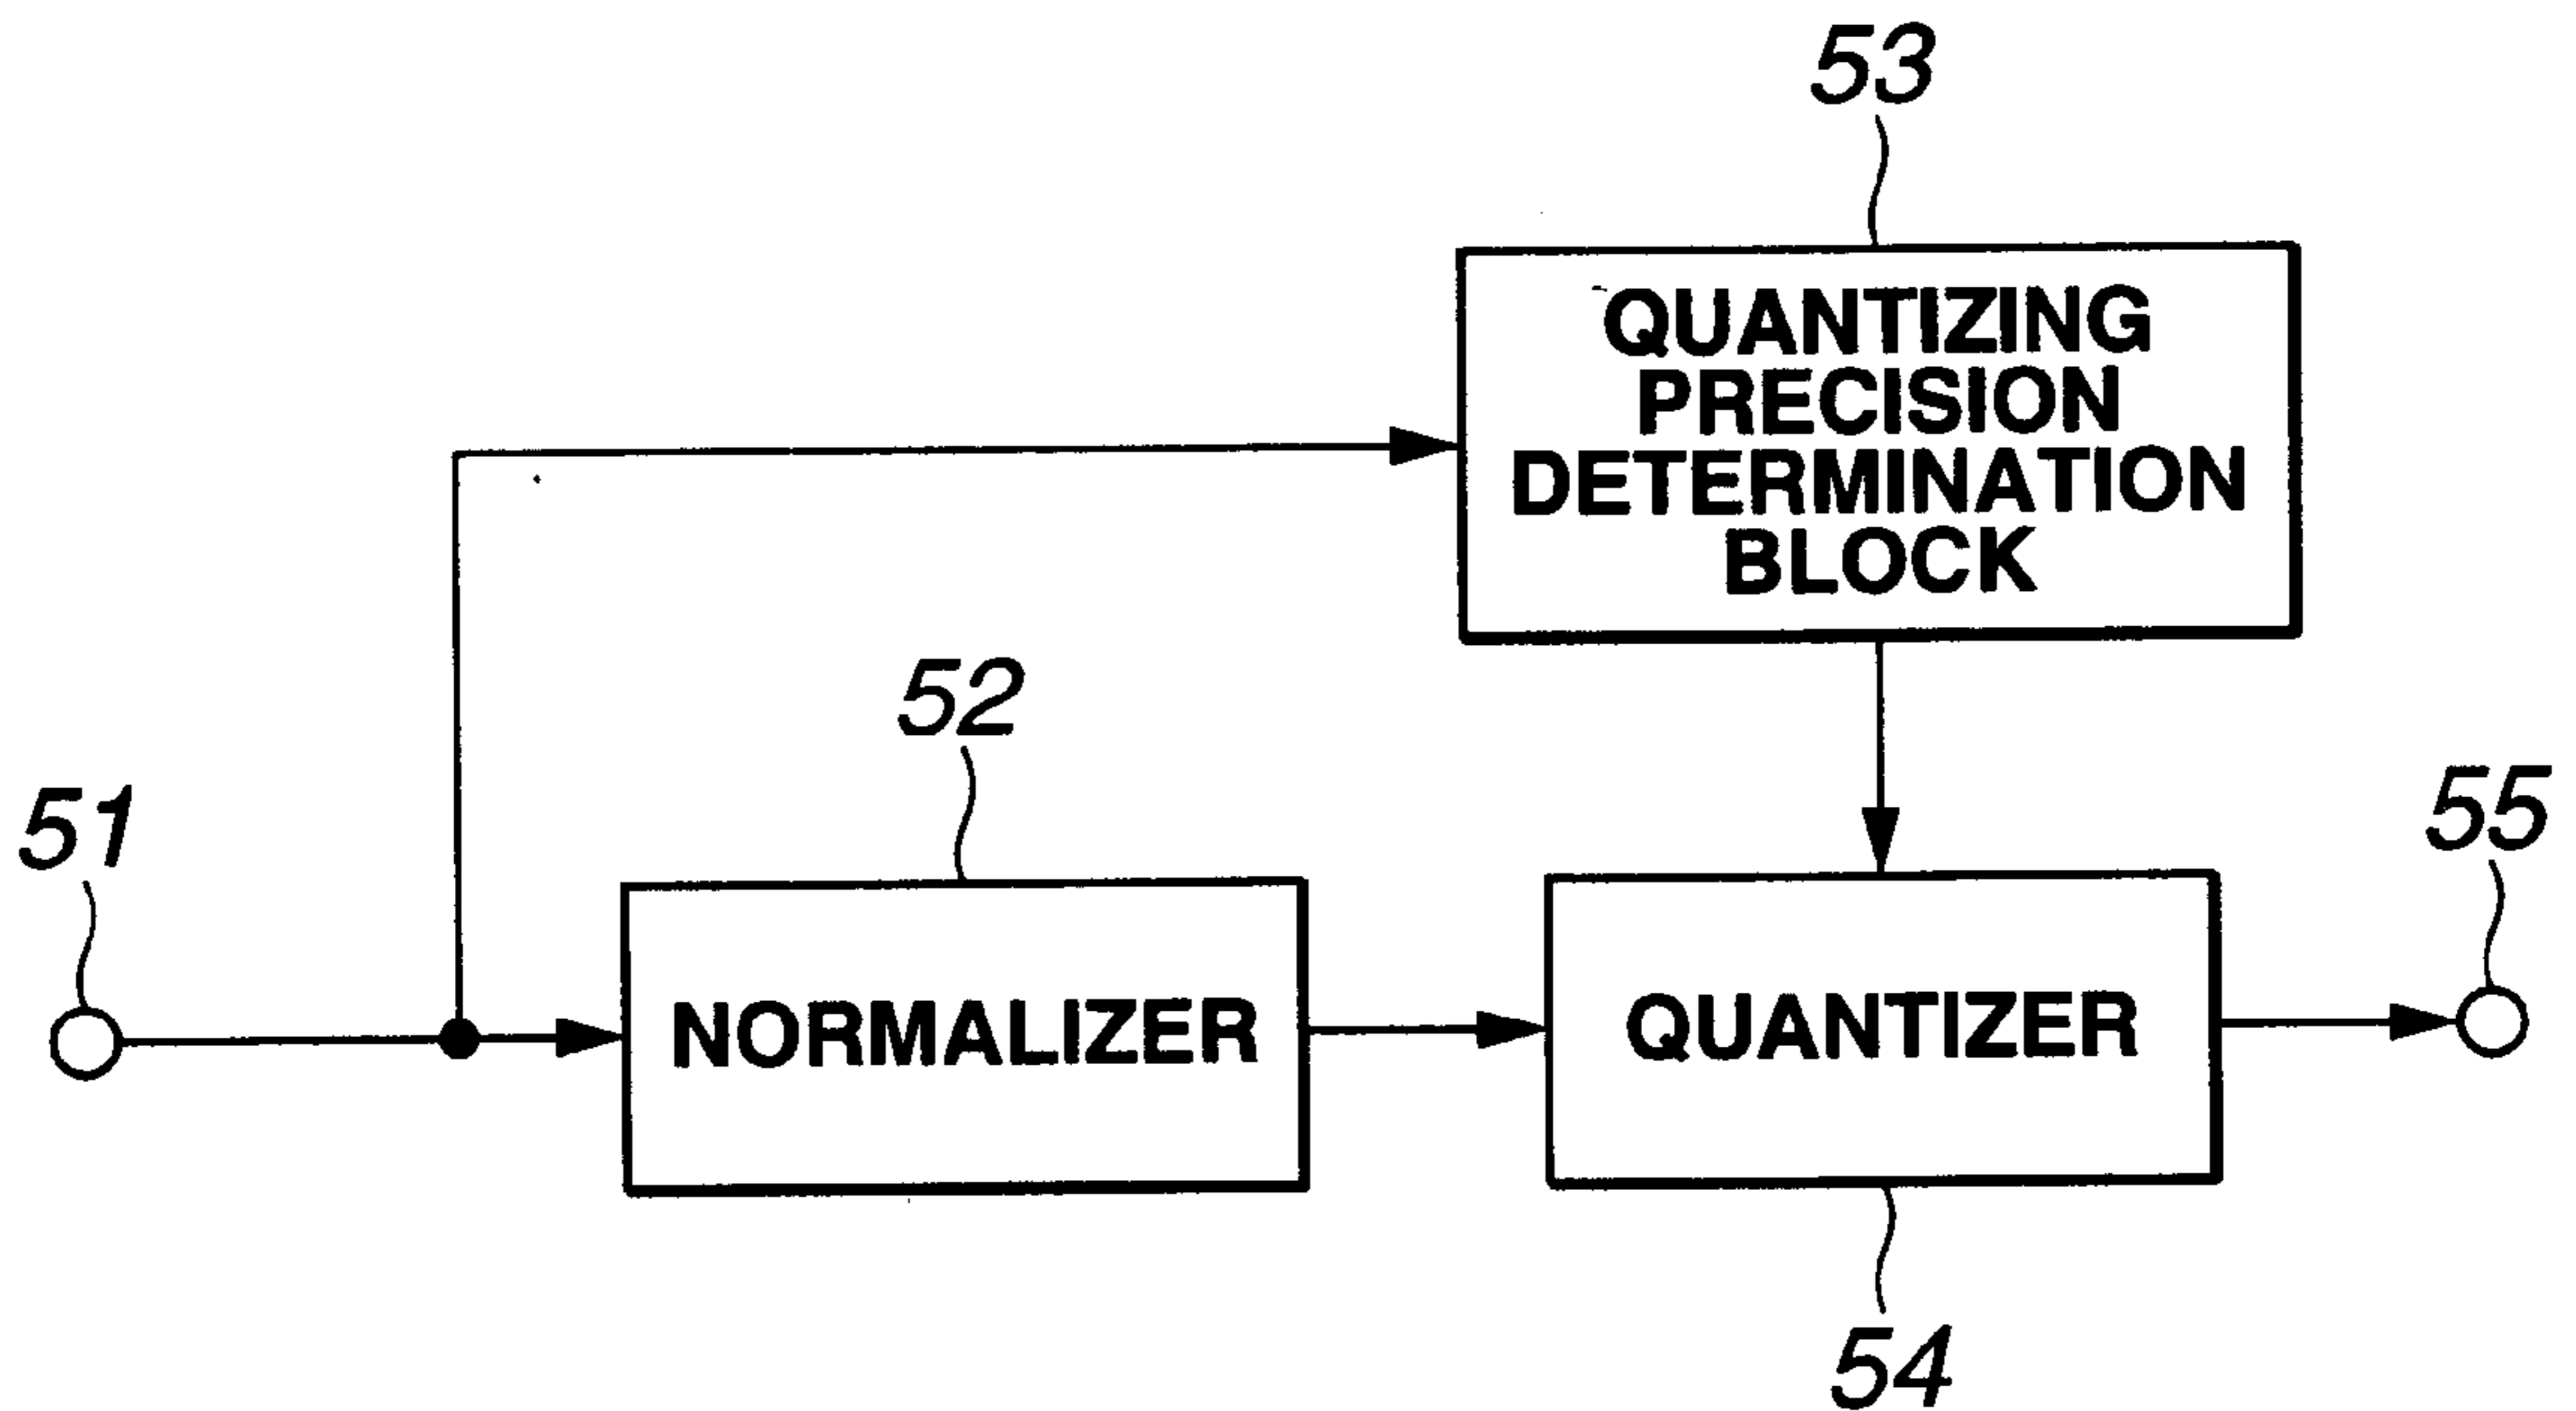 53
QUANTIZING
PRECISION
DETERMINATION
BLOCK
52
51
55
NORMALIZER
QUANTIZER
54